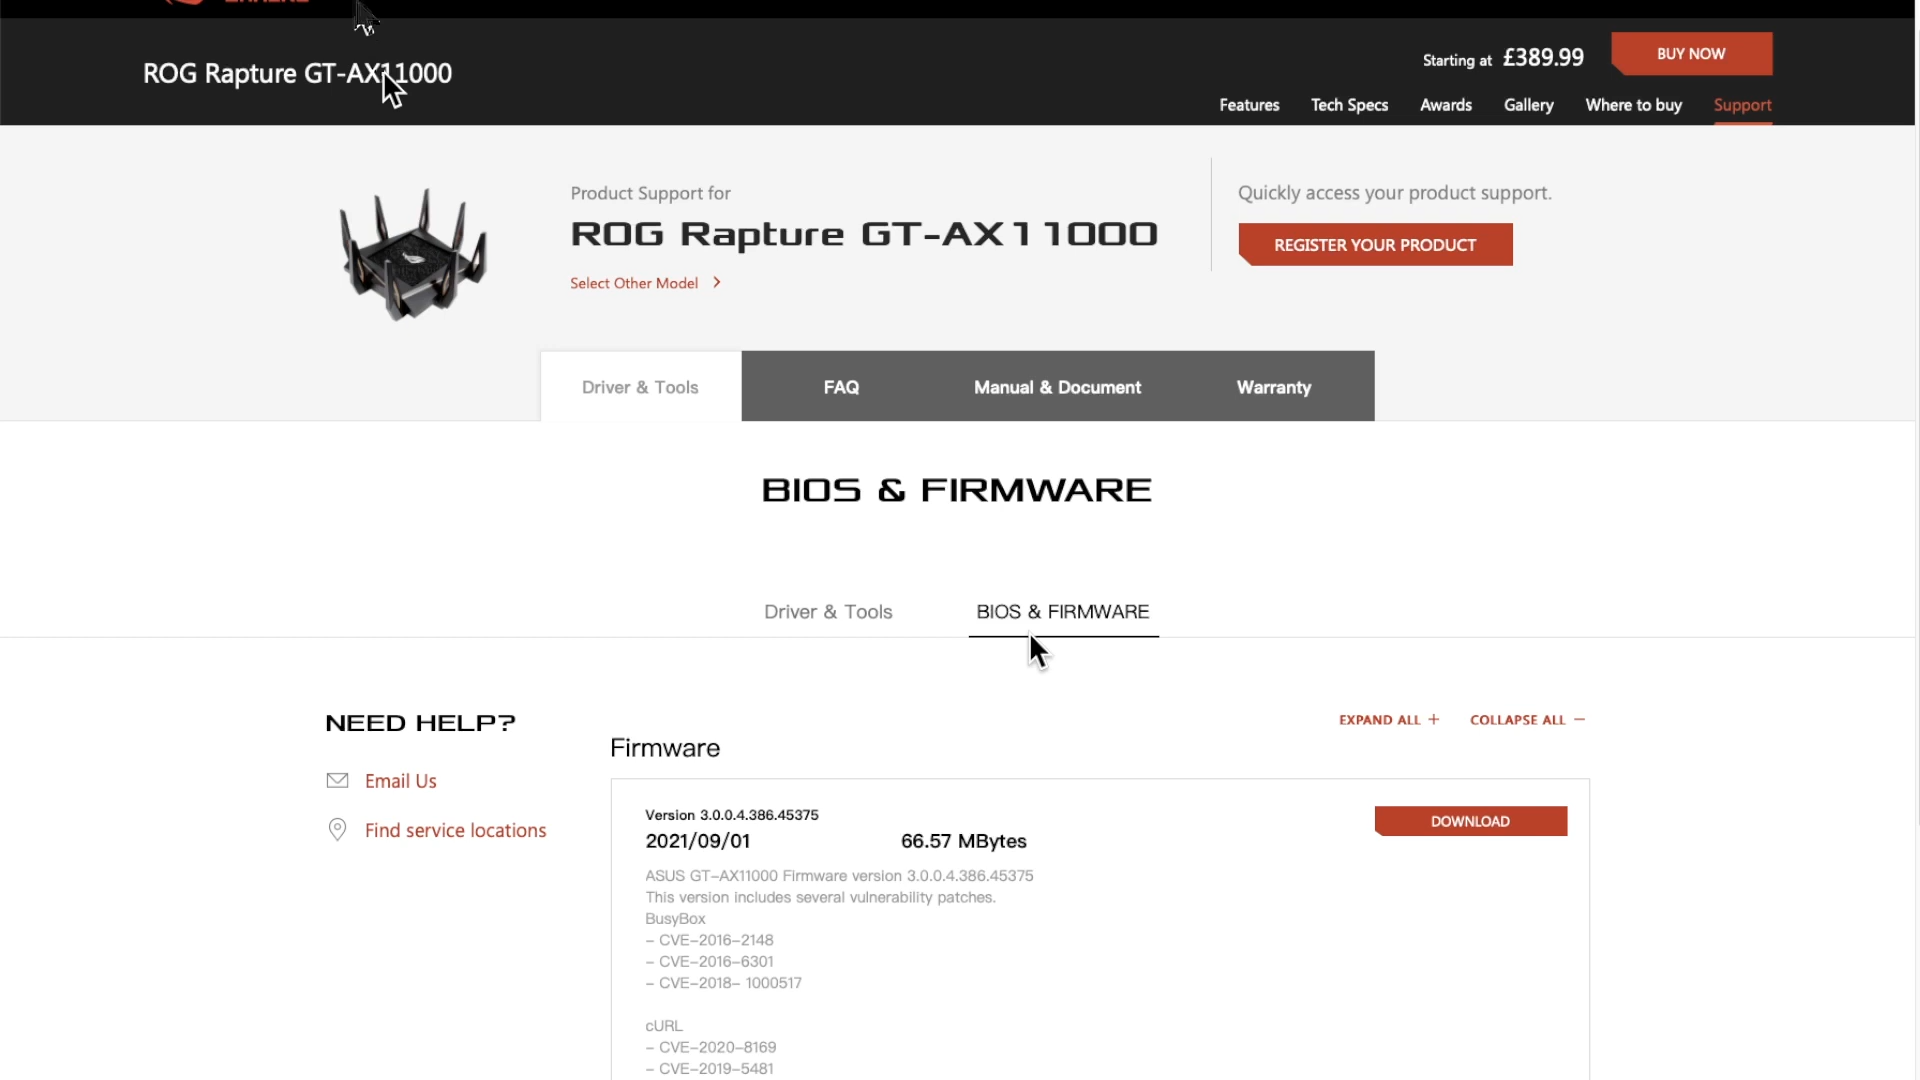 ROG Rapture GT-AX11000
Starting at £389.99
BUY NOW
Features Tech Specs Awards Gallery Where to buy Support
Product Support for
ROG Rapture GT-AX11000
Select Other Model
Quickly access your product support.
REGISTER YOUR PRODUCT
Driver & Tools FAQ Manual & Document Warranty
BIOS & FIRMWARE
Driver & Tools BIOS & FIRMWARE
NEED HELP?
Email Us
Find service locations
EXPAND ALL + COLLAPSE ALL −
Firmware
Version 3.0.0.4.386.45375
2021/09/01 66.57 MBytes
DOWNLOAD
ASUS GT-AX11000 Firmware version 3.0.0.4.386.45375
This version includes several vulnerability patches.
BusyBox
- CVE-2016-2148
- CVE-2016-6301
- CVE-2018- 1000517
cURL
- CVE-2020-8169
- CVE-2019-5481